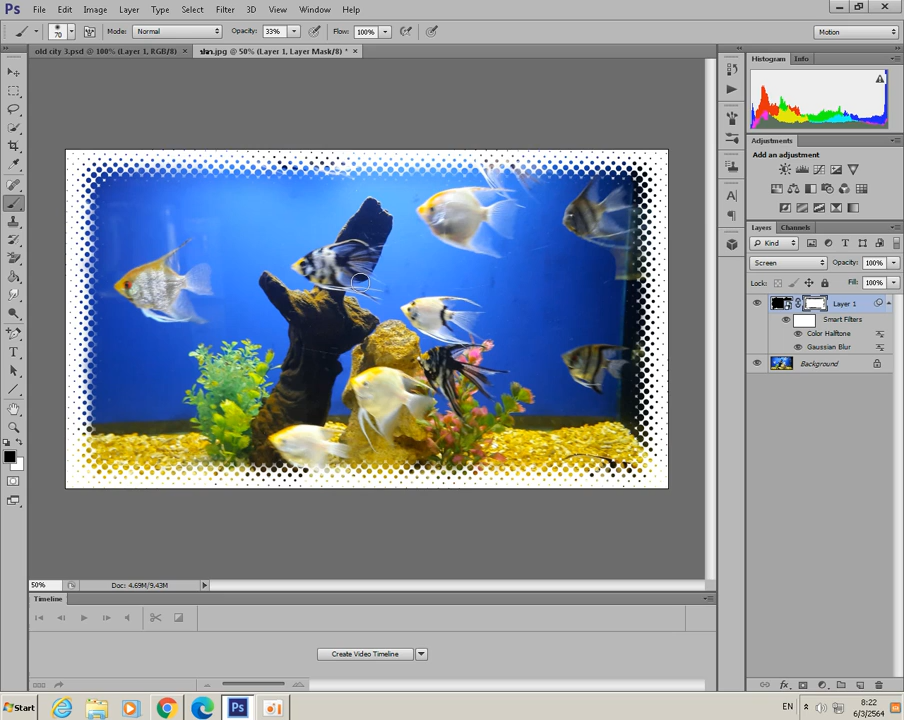 Ps File Edit Image Layer Type Select Filter 3D View Window Help
70 Mode: Normal Opacity: 33% Flow: 100% Motion
old city 3.psd @ 100% (Layer 1, RGB/8) × .jpg @ 50% (Layer 1, Layer Mask/8) * ×
Histogram Info
Adjustments
Add an adjustment
A
Layers Channels
Kind
Screen Opacity: 100%
Lock: Fill: 100%
Layer 1
Smart Filters
Color Halftone
Gaussian Blur
Background
T
50% Doc: 4.69M/9.43M
Timeline
Create Video Timeline
fx
Start Ps EN 8:22
6/3/2564